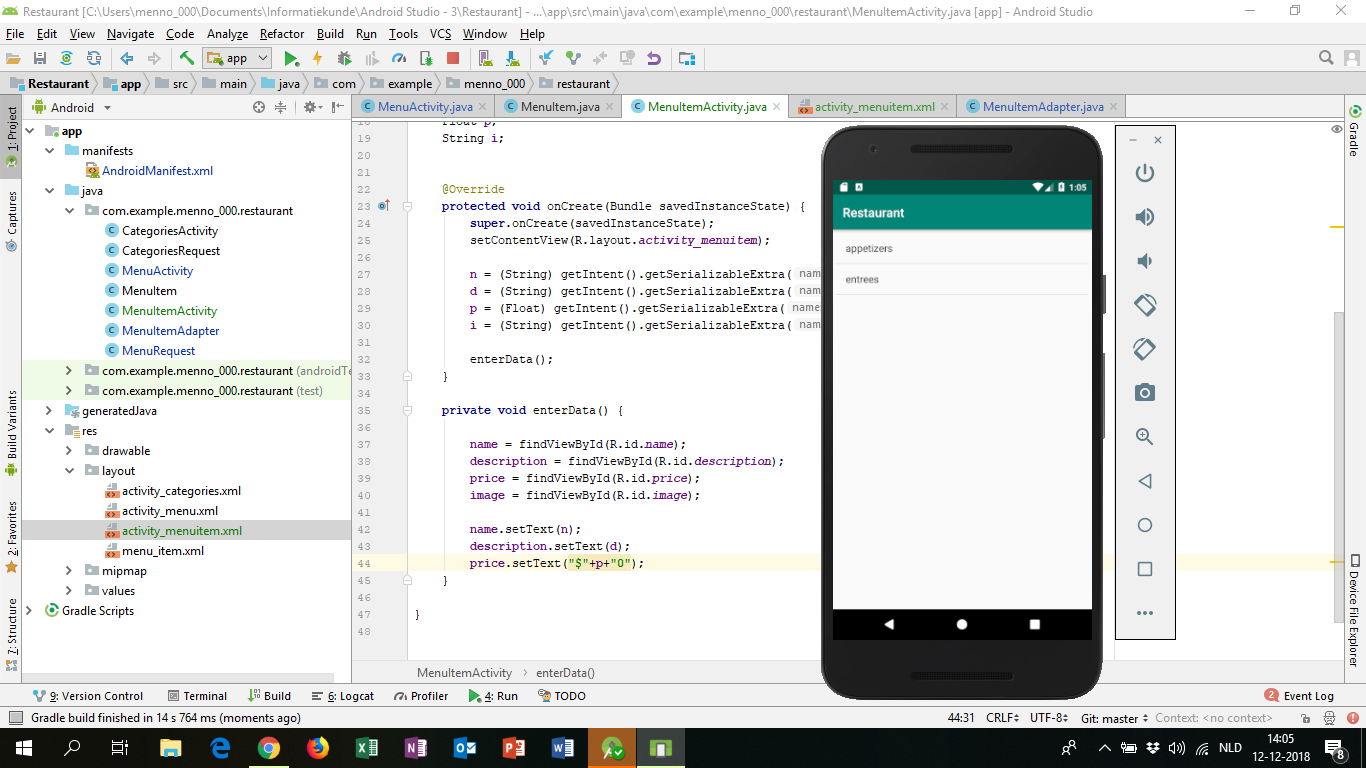 Restaurant [C:\Users\menno_000\Documents\Informatiekunde\Android Studio - 3\Restaurant] - ...\app\src\main\java\com\example\menno_000\restaurant\MenuItemActivity.java [app] - Android Studio
File Edit View Navigate Code Analyze Refactor Build Run Tools VCS Window Help
app
Restaurant app src main java com example menno_000 restaurant
Android
MenuActivity.java MenuItem.java MenuItemActivity.java activity_menuitem.xml MenuItemAdapter.java
1: Project
Captures
Build Variants
2: Favorites
7: Structure
app
manifests
AndroidManifest.xml
java
com.example.menno_000.restaurant
CategoriesActivity
CategoriesRequest
MenuActivity
MenuItem
MenuItemActivity
MenuItemAdapter
MenuRequest
com.example.menno_000.restaurant (androidTe
com.example.menno_000.restaurant (test)
generatedJava
res
drawable
layout
activity_categories.xml
activity_menu.xml
activity_menuitem.xml
menu_item.xml
mipmap
values
Gradle Scripts
18 Float p;
19 String i;
20
21
22 @Override
23 protected void onCreate(Bundle savedInstanceState) {
24 super.onCreate(savedInstanceState);
25 setContentView(R.layout.activity_menuitem);
26
27 n = (String) getIntent().getSerializableExtra( nam
28 d = (String) getIntent().getSerializableExtra( nam
29 p = (Float) getIntent().getSerializableExtra( name
30 i = (String) getIntent().getSerializableExtra( nam
31
32 enterData();
33 }
34
35 private void enterData() {
36
37 name = findViewById(R.id.name);
38 description = findViewById(R.id.description);
39 price = findViewById(R.id.price);
40 image = findViewById(R.id.image);
41
42 name.setText(n);
43 description.setText(d);
44 price.setText("$"+p+"0");
45 }
46
47 }
48
MenuItemActivity enterData()
1:05
Restaurant
appetizers
entrees
Gradle
Device File Explorer
9: Version Control Terminal Build 6: Logcat Profiler 4: Run TODO 2 Event Log
Gradle build finished in 14 s 764 ms (moments ago) 44:31 CRLF UTF-8 Git: master Context: <no context>
NLD 14:05
12-12-2018 8